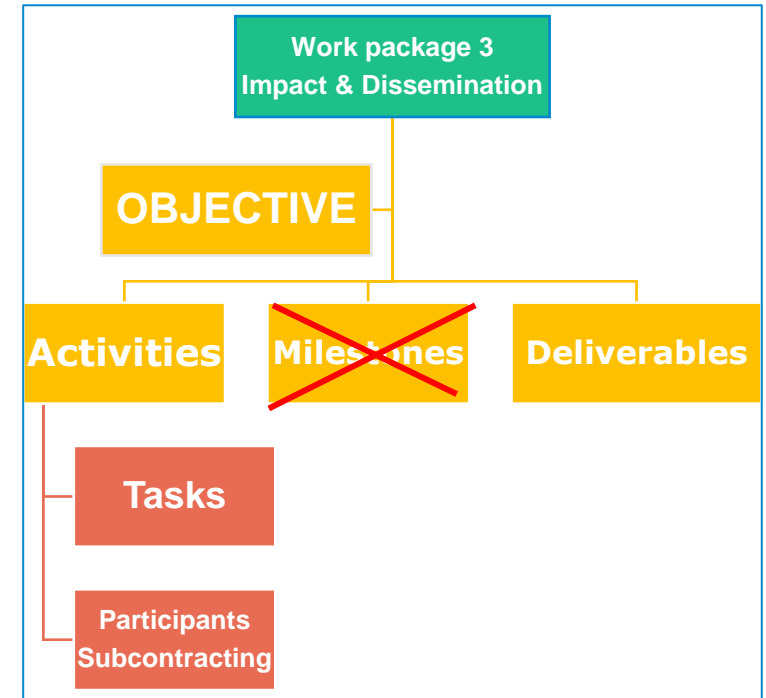 Work package 3
Impact & Dissemination
OBJECTIVE
Activities
Milestones
Deliverables
Tasks
Participants
Subcontracting